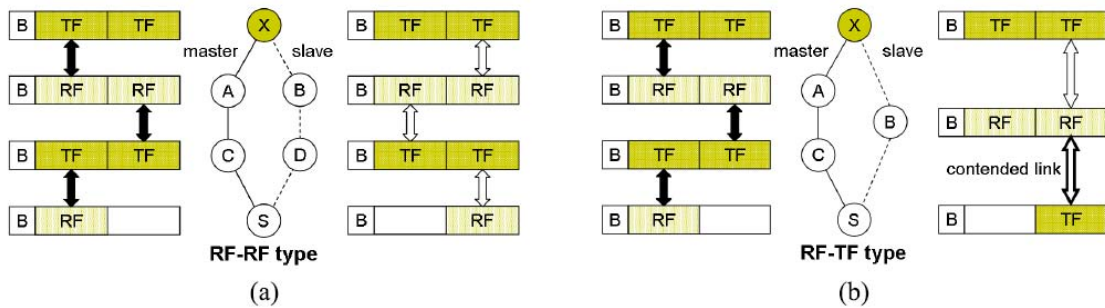 B TF TF X B TF TF
master slave
B RF RF A B B RF RF
B TF TF C D B TF TF
B RF S B RF
RF-RF type
(a)
B TF TF X B TF TF
master slave
B RF RF A B B RF RF
B TF TF C contended link
B RF S B TF
RF-TF type
(b)